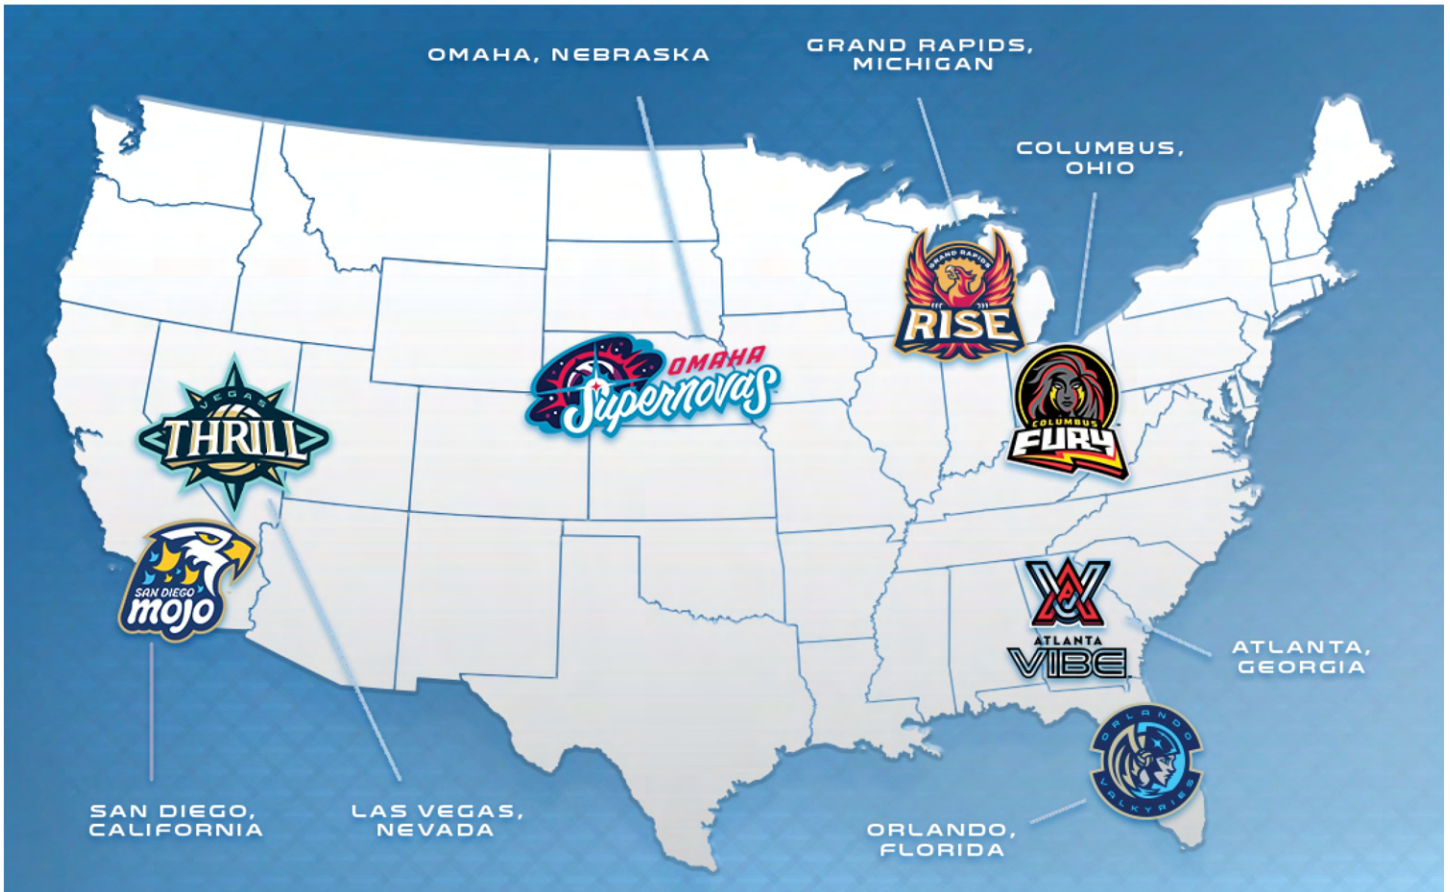 OMAHA, NEBRASKA
GRAND RAPIDS,
MICHIGAN
COLUMBUS,
OHIO
GRAND RAPIDS
RISE
OMAHA
Supernovas
VEGAS
THRILL
COLUMBUS
FURY
SAN DIEGO
mojo
ATLANTA
VIBE
ATLANTA,
GEORGIA
ORLANDO
VALKYRIES
SAN DIEGO,
CALIFORNIA
LAS VEGAS,
NEVADA
ORLANDO,
FLORIDA